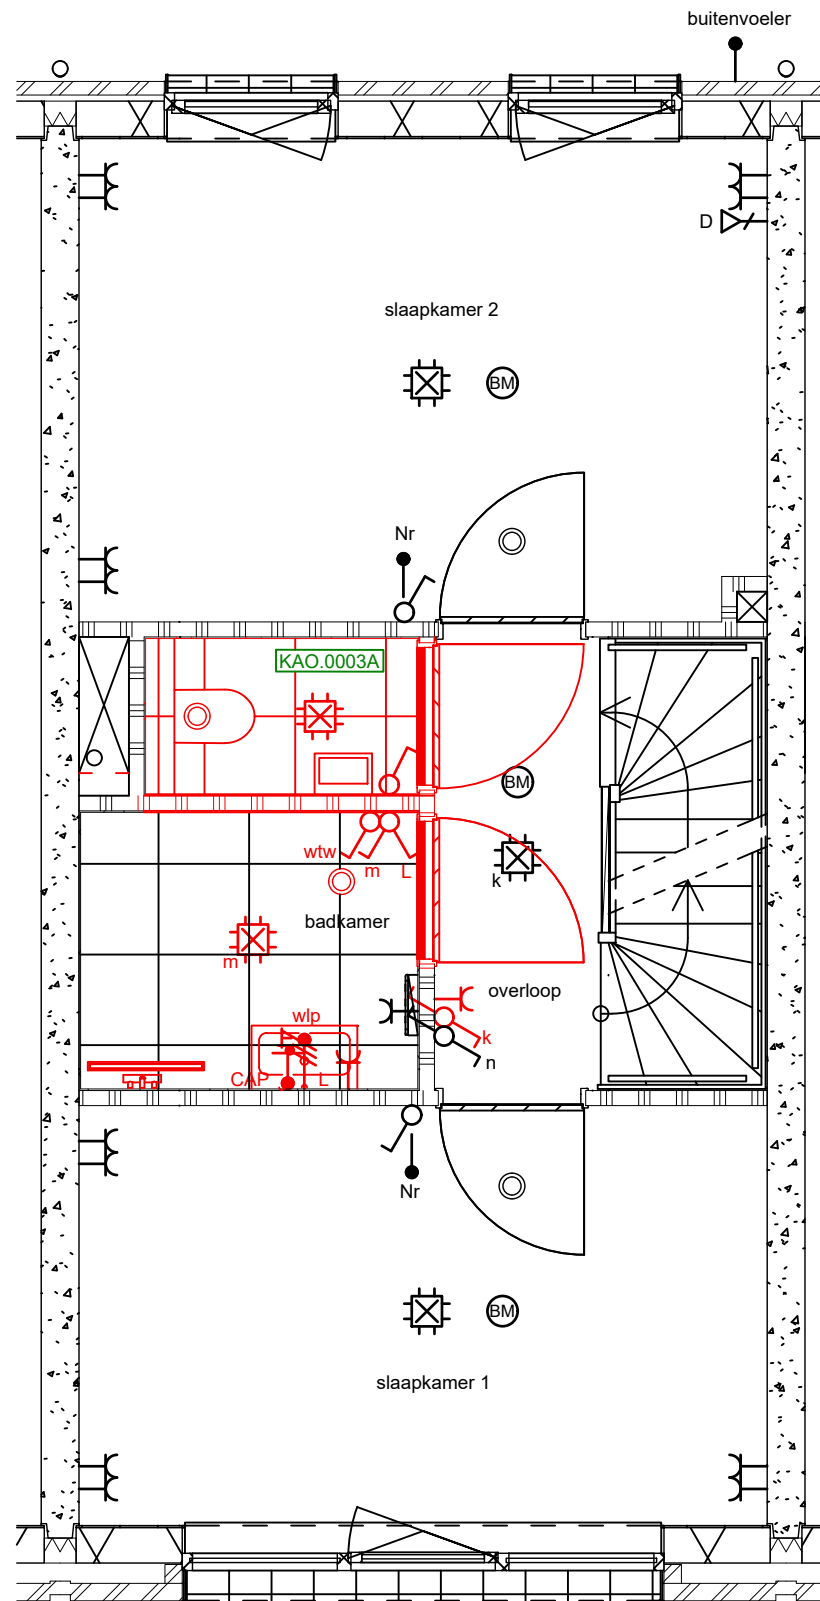 buitenvoeler
D
slaapkamer 2
BM
Nr
KAO.0003A
BM
wtw
m
L
k
badkamer
m
overloop
wlp
k
n
CAP
L
Nr
BM
slaapkamer 1